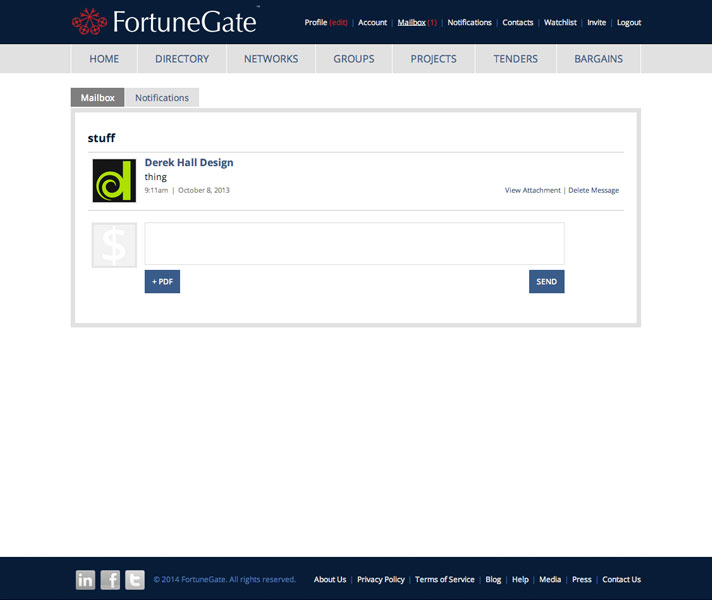 FortuneGate™
Profile (edit) | Account | Mailbox (1) | Notifications | Contacts | Watchlist | Invite | Logout
HOME DIRECTORY NETWORKS GROUPS PROJECTS TENDERS BARGAINS
Mailbox Notifications
stuff
Derek Hall Design
thing
9:11am | October 8, 2013
View Attachment | Delete Message
$
+ PDF SEND
in f t © 2014 FortuneGate. All rights reserved. About Us | Privacy Policy | Terms of Service | Blog | Help | Media | Press | Contact Us